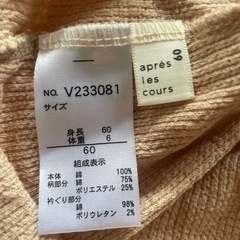 NO. V233081
サイズ
身長 60
体重 6
60
組成表示
本体 綿 100%
柄部分 綿 75%
ポリエステル 25%
衿ぐり部分 綿 98%
ポリウレタン 2%
60
après
les
cours